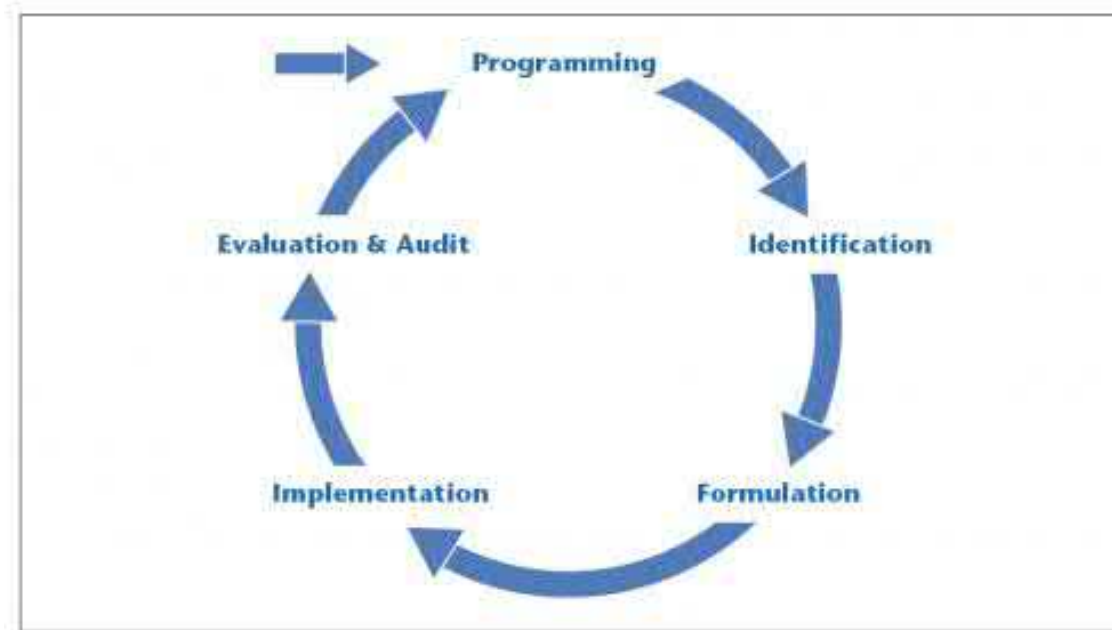 Programming
Evaluation & Audit
Identification
Implementation
Formulation